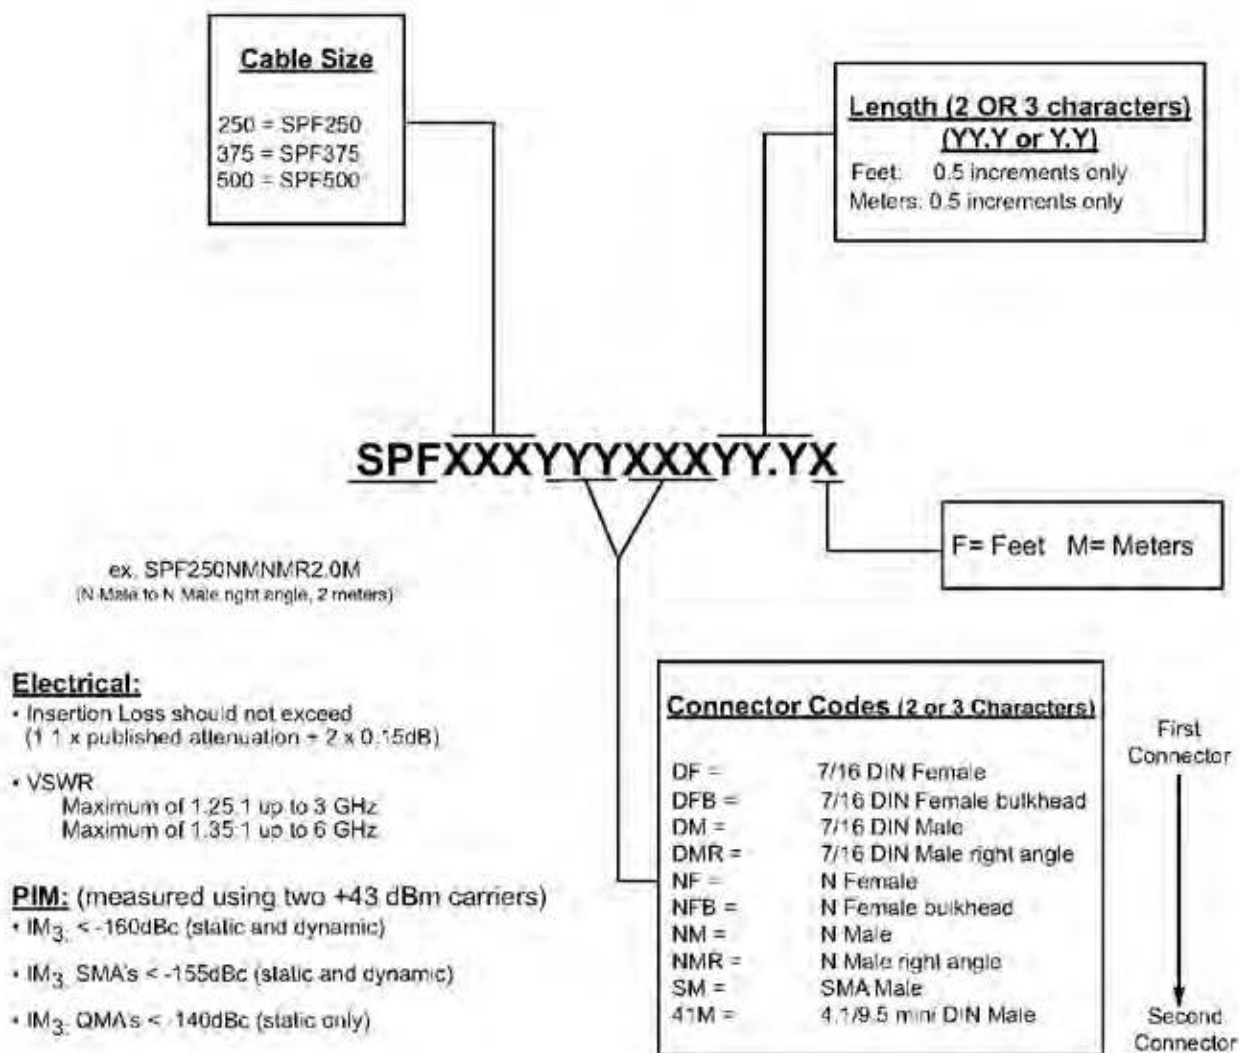 Cable Size
250 = SPF250
375 = SPF375
500 = SPF500
Length (2 OR 3 characters)
(YY.Y or Y.Y)
Feet: 0.5 increments only
Meters: 0.5 increments only
SPFXXXYYYXXXYY.YX
F= Feet M= Meters
ex. SPF250NMNMR2.0M
(N Male to N Male right angle, 2 meters)
Electrical:
• Insertion Loss should not exceed
(1.1 x published attenuation + 2 x 0.15dB)
• VSWR
Maximum of 1.25:1 up to 3 GHz
Maximum of 1.35:1 up to 6 GHz
PIM: (measured using two +43 dBm carriers)
• IM3: < -160dBc (static and dynamic)
• IM3: SMA's < -155dBc (static and dynamic)
• IM3: QMA's < -140dBc (static only)
Connector Codes (2 or 3 Characters)
DF = 7/16 DIN Female
DFB = 7/16 DIN Female bulkhead
DM = 7/16 DIN Male
DMR = 7/16 DIN Male right angle
NF = N Female
NFB = N Female bulkhead
NM = N Male
NMR = N Male right angle
SM = SMA Male
41M = 4.1/9.5 mini DIN Male
First
Connector
Second
Connector